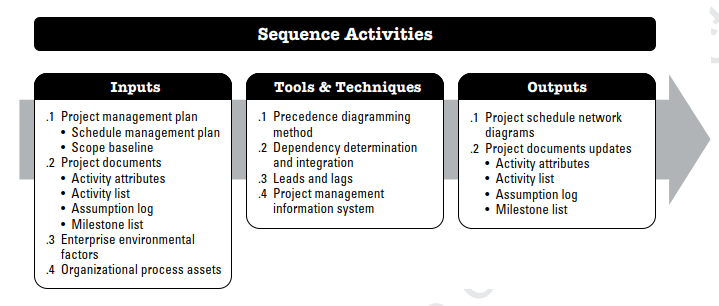 Sequence Activities
Inputs
.1 Project management plan
• Schedule management plan
• Scope baseline
.2 Project documents
• Activity attributes
• Activity list
• Assumption log
• Milestone list
.3 Enterprise environmental
factors
.4 Organizational process assets
Tools & Techniques
.1 Precedence diagramming
method
.2 Dependency determination
and integration
.3 Leads and lags
.4 Project management
information system
Outputs
.1 Project schedule network
diagrams
.2 Project documents updates
• Activity attributes
• Activity list
• Assumption log
• Milestone list